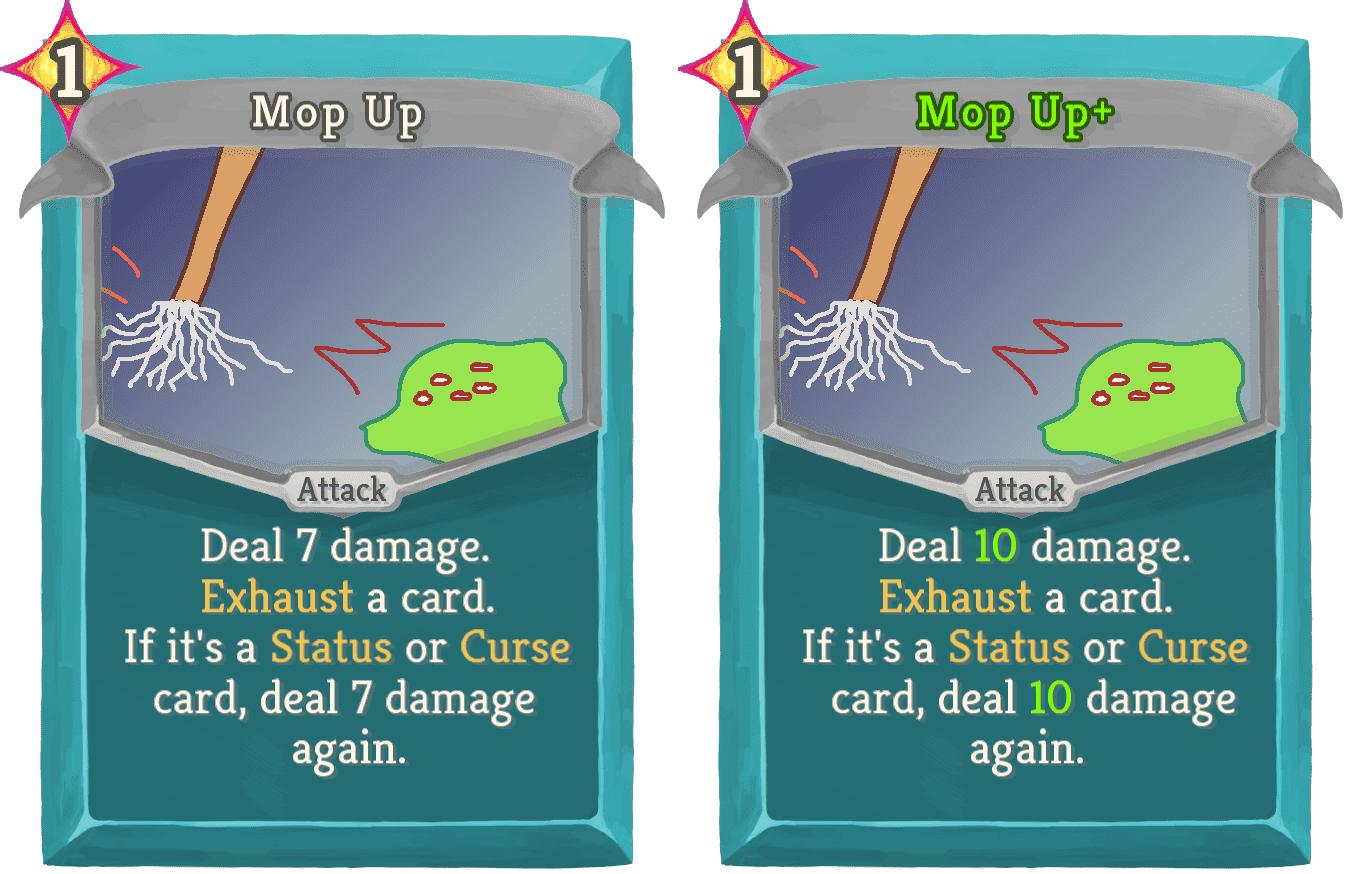 1
Mop Up
Attack
Deal 7 damage.
Exhaust a card.
If it's a Status or Curse
card, deal 7 damage
again.
1
Mop Up+
Attack
Deal 10 damage.
Exhaust a card.
If it's a Status or Curse
card, deal 10 damage
again.